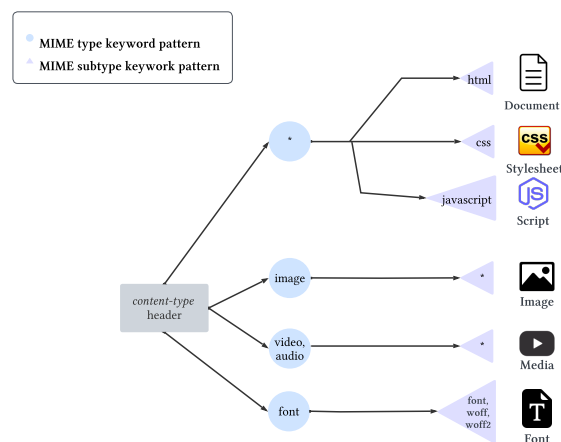 MIME type keyword pattern
MIME subtype keywork pattern
html
Document
*
css
CSS
Stylesheet
javascript
JS
Script
content-type
header
image
*
Image
video,
audio
*
Media
font
font,
woff,
woff2
T
Font